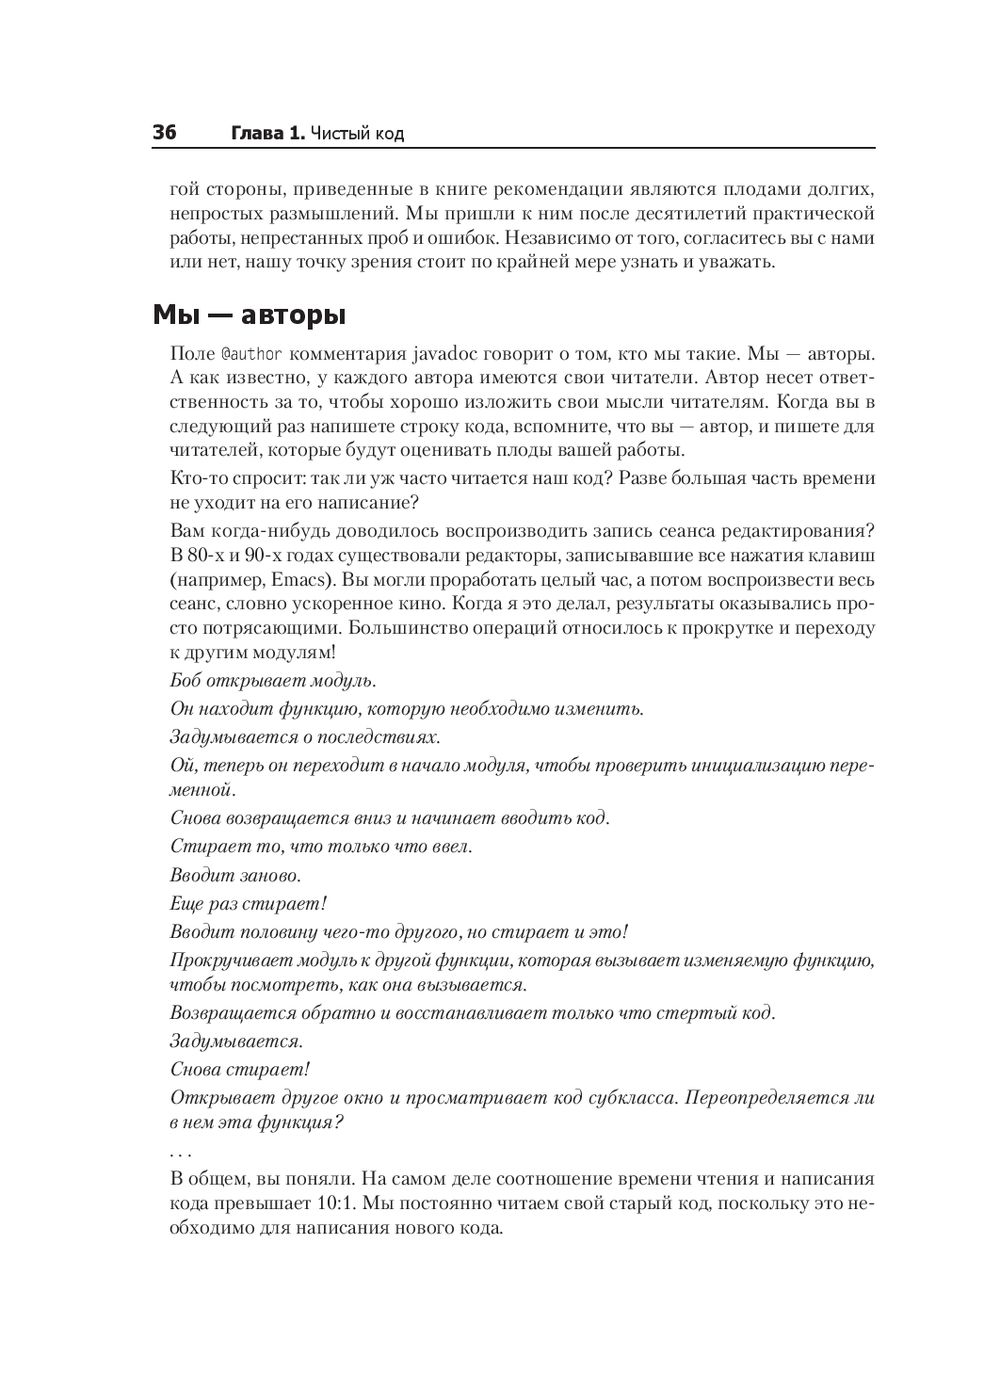 36 Глава 1. Чистый код
гой стороны, приведенные в книге рекомендации являются плодами долгих,
непростых размышлений. Мы пришли к ним после десятилетий практической
работы, непрестанных проб и ошибок. Независимо от того, согласитесь вы с нами
или нет, нашу точку зрения стоит по крайней мере узнать и уважать.
Мы — авторы
Поле @author комментария javadoc говорит о том, кто мы такие. Мы — авторы.
А как известно, у каждого автора имеются свои читатели. Автор несет ответ-
ственность за то, чтобы хорошо изложить свои мысли читателям. Когда вы в
следующий раз напишете строку кода, вспомните, что вы — автор, и пишете для
читателей, которые будут оценивать плоды вашей работы.
Кто-то спросит: так ли уж часто читается наш код? Разве большая часть времени
не уходит на его написание?
Вам когда-нибудь доводилось воспроизводить запись сеанса редактирования?
В 80-х и 90-х годах существовали редакторы, записывавшие все нажатия клавиш
(например, Emacs). Вы могли проработать целый час, а потом воспроизвести весь
сеанс, словно ускоренное кино. Когда я это делал, результаты оказывались про-
сто потрясающими. Большинство операций относилось к прокрутке и переходу
к другим модулям!
Боб открывает модуль.
Он находит функцию, которую необходимо изменить.
Задумывается о последствиях.
Ой, теперь он переходит в начало модуля, чтобы проверить инициализацию пере-
менной.
Снова возвращается вниз и начинает вводить код.
Стирает то, что только что ввел.
Вводит заново.
Еще раз стирает!
Вводит половину чего-то другого, но стирает и это!
Прокручивает модуль к другой функции, которая вызывает изменяемую функцию,
чтобы посмотреть, как она вызывается.
Возвращается обратно и восстанавливает только что стертый код.
Задумывается.
Снова стирает!
Открывает другое окно и просматривает код субкласса. Переопределяется ли
в нем эта функция?
. . .
В общем, вы поняли. На самом деле соотношение времени чтения и написания
кода превышает 10:1. Мы постоянно читаем свой старый код, поскольку это не-
обходимо для написания нового кода.